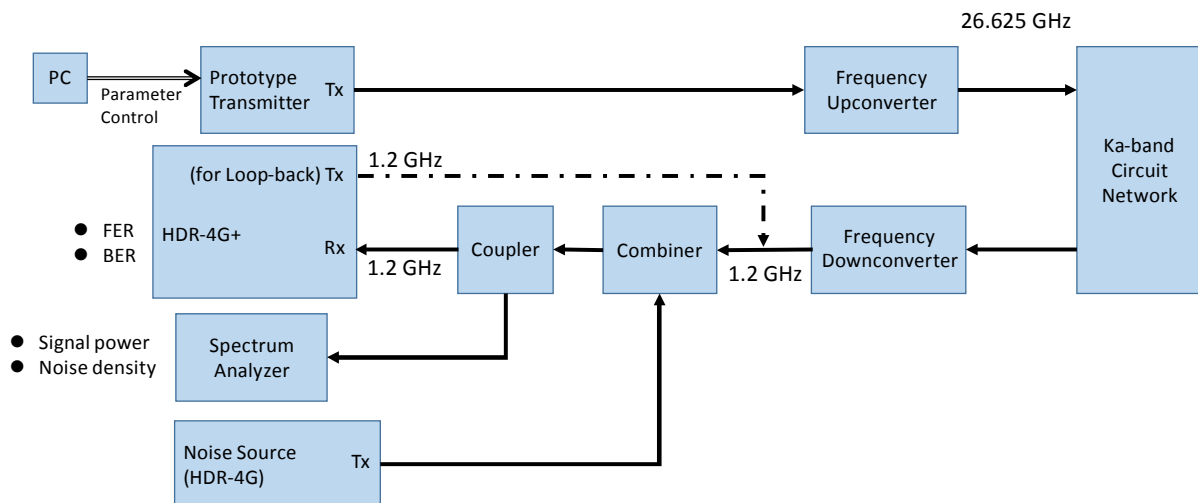 26.625 GHz
PC
Parameter
Control
Prototype
Transmitter
Tx
Frequency
Upconverter
Ka-band
Circuit
Network
1.2 GHz
(for Loop-back) Tx
HDR-4G+
Rx
● FER
● BER
1.2 GHz
Coupler
Combiner
1.2 GHz
Frequency
Downconverter
● Signal power
● Noise density
Spectrum
Analyzer
Noise Source
(HDR-4G)
Tx